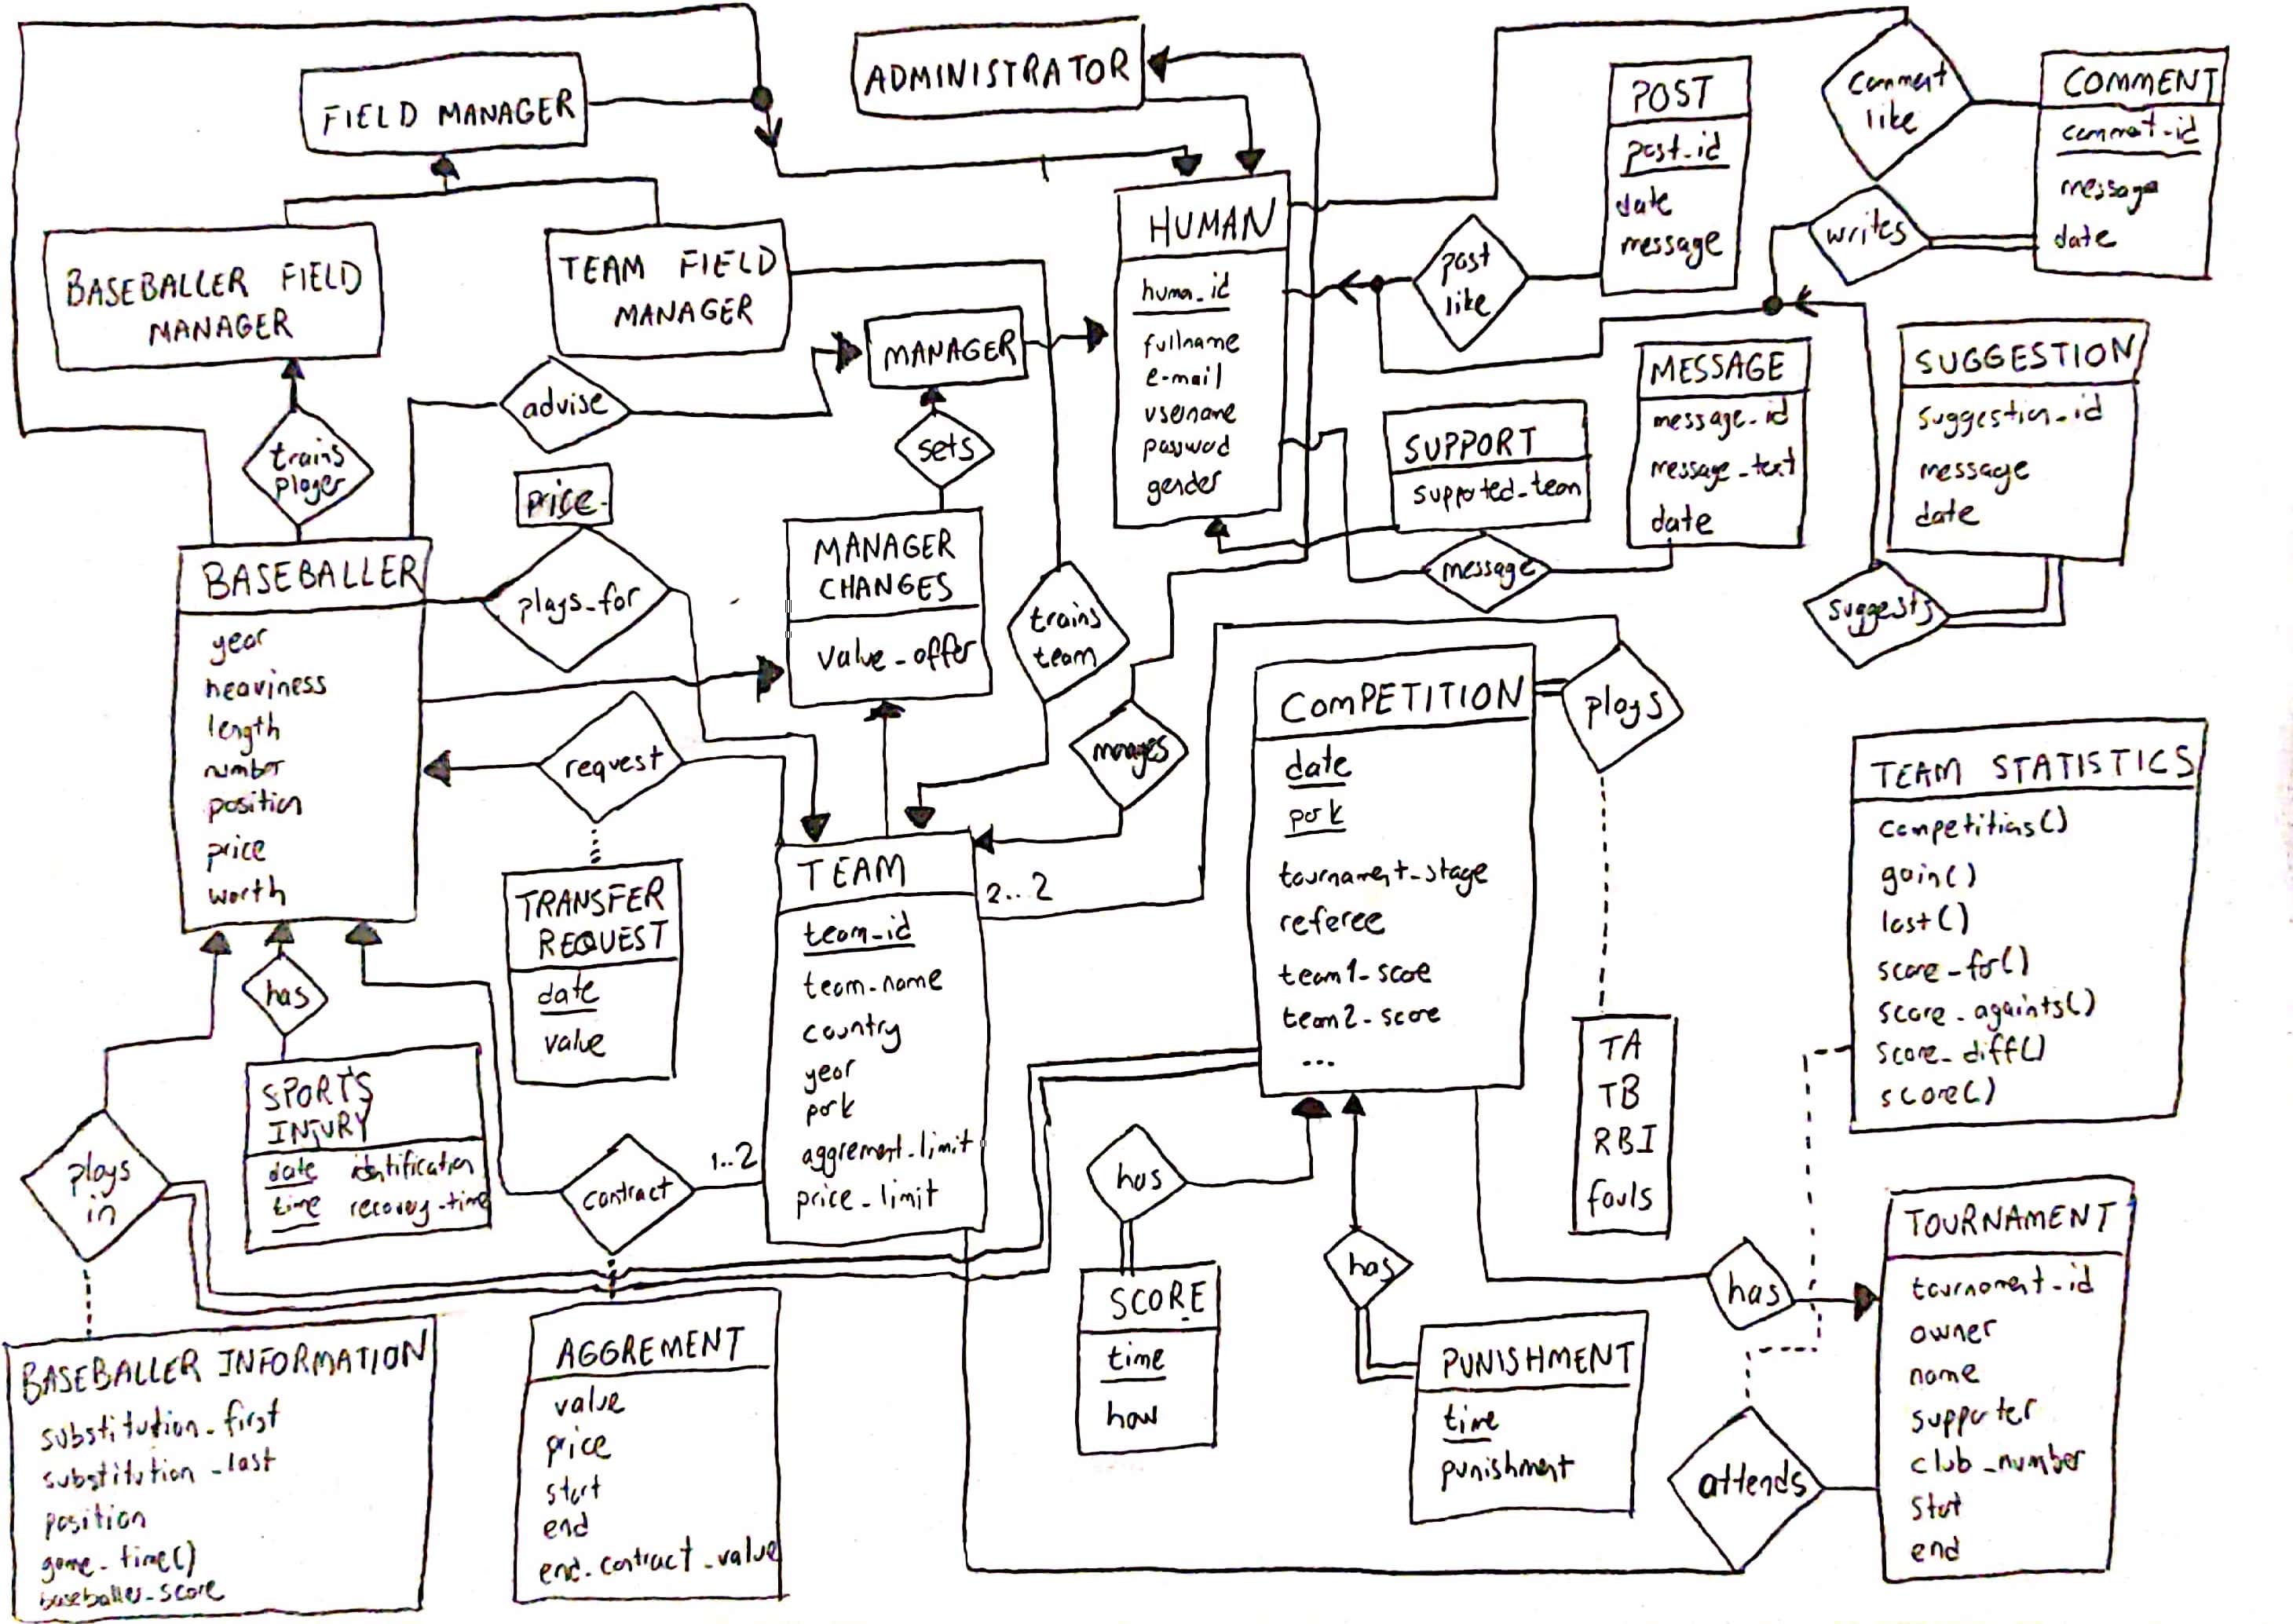 FIELD MANAGER
ADMINISTRATOR
BASEBALLER FIELD
MANAGER
TEAM FIELD
MANAGER
MANAGER
HUMAN
huma_id
fullname
e-mail
username
password
gender
POST
post_id
date
message
comment
like
COMMENT
comment_id
message
date
writes
post
like
MESSAGE
message_id
message_text
date
SUGGESTION
suggestion_id
message
date
SUPPORT
supported_team
message
suggests
trains
player
advise
sets
price
plays_for
MANAGER
CHANGES
value_offer
trains
team
manages
BASEBALLER
year
heaviness
length
number
position
price
worth
request
TRANSFER
REQUEST
date
value
TEAM
team_id
team_name
country
year
park
aggrement_limit
price_limit
2...2
1..2
COMPETITION
date
park
tournament_stage
referee
team1_score
team2_score
...
plays
TA
TB
RBI
fouls
TEAM STATISTICS
competitions()
gain()
lost()
score_for()
score_againts()
score_diff()
score()
has
SPORTS
INJURY
date identification
time recovery_time
plays
in
contract
BASEBALLER INFORMATION
substitution_first
substitution_last
position
game_time()
baseballer_score
AGGREMENT
value
price
start
end
end_contract_value
has
SCORE
time
how
has
PUNISHMENT
time
punishment
has
attends
TOURNAMENT
tournament_id
owner
name
supporter
club_number
start
end